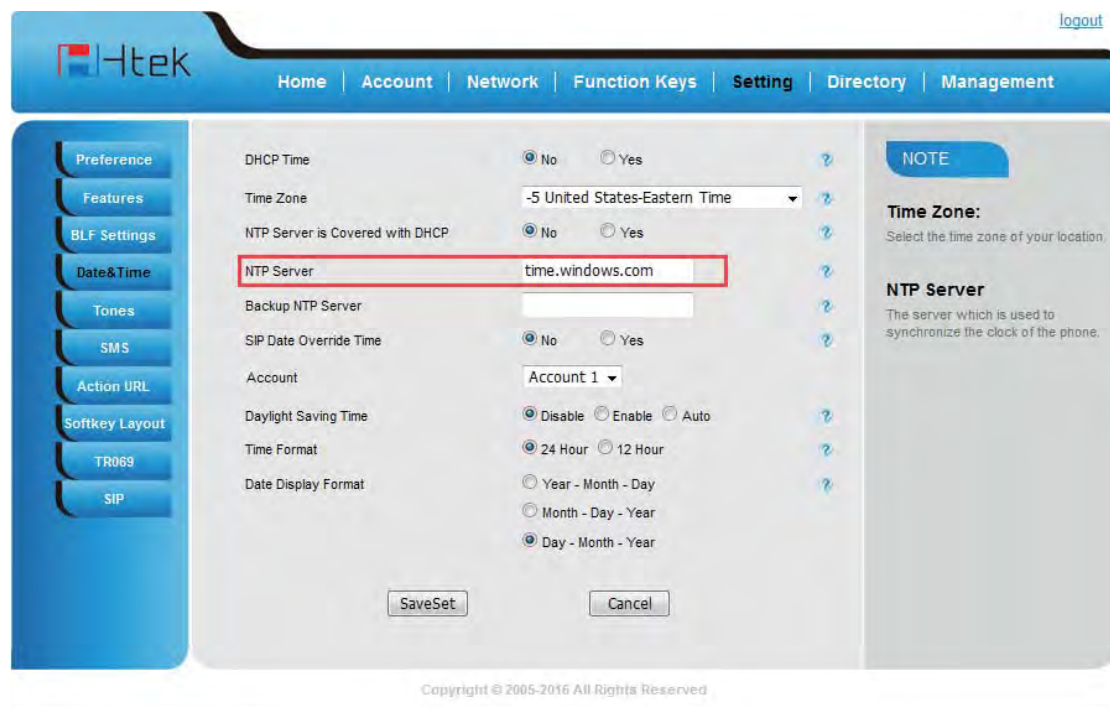 logout
Htek
Home | Account | Network | Function Keys | Setting | Directory | Management
Preference
Features
BLF Settings
Date&Time
Tones
SMS
Action URL
Softkey Layout
TR069
SIP
DHCP Time No Yes ?
Time Zone -5 United States-Eastern Time ?
NTP Server is Covered with DHCP No Yes ?
NTP Server time.windows.com ?
Backup NTP Server ?
SIP Date Override Time No Yes ?
Account Account 1
Daylight Saving Time Disable Enable Auto ?
Time Format 24 Hour 12 Hour ?
Date Display Format Year - Month - Day ?
Month - Day - Year
Day - Month - Year
SaveSet Cancel
NOTE
Time Zone:
Select the time zone of your location.
NTP Server
The server which is used to
synchronize the clock of the phone.
Copyright © 2005-2016 All Rights Reserved